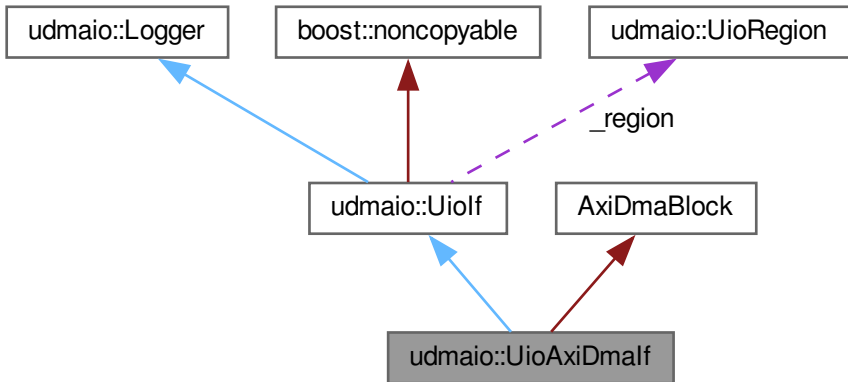 udmaio::Logger
boost::noncopyable
udmaio::UioRegion
_region
udmaio::UioIf
AxiDmaBlock
udmaio::UioAxiDmaIf